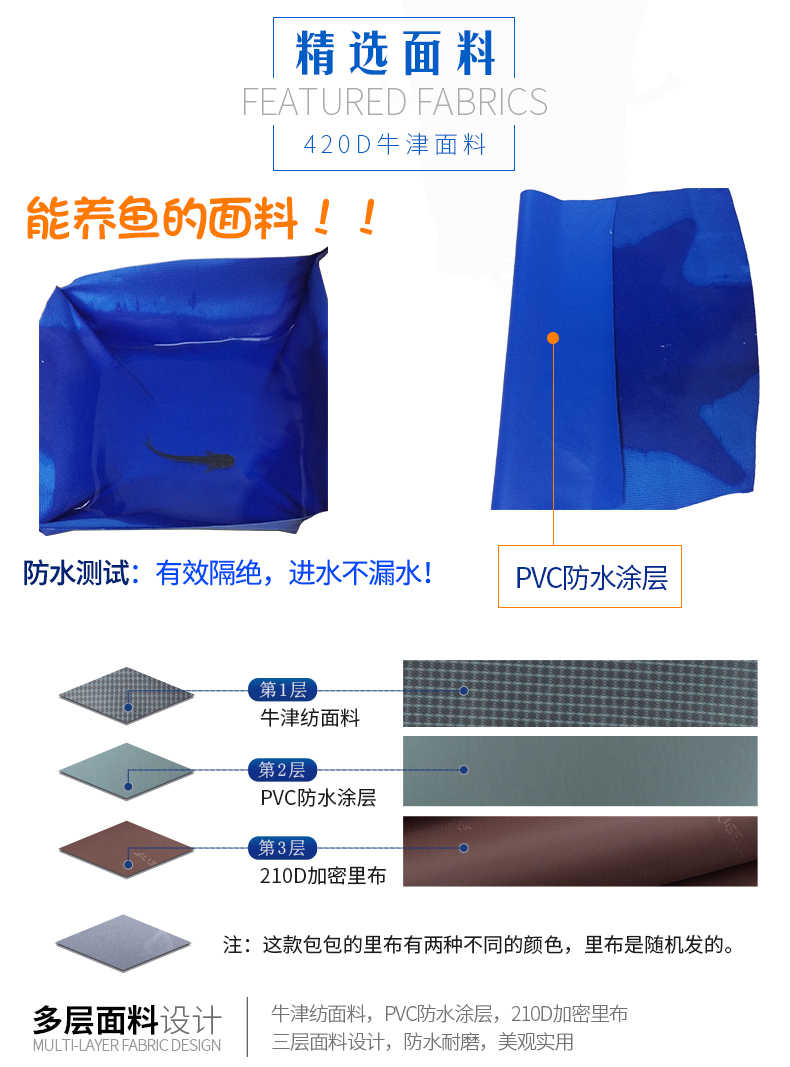 精选面料
FEATURED FABRICS
420D牛津面料
能养鱼的面料！！
防水测试：有效隔绝，进水不漏水！
PVC防水涂层
第1层
牛津纺面料
第2层
PVC防水涂层
第3层
210D加密里布
注：这款包包的里布有两种不同的颜色，里布是随机发的。
多层面料设计
MULTI-LAYER FABRIC DESIGN
牛津纺面料，PVC防水涂层，210D加密里布
三层面料设计，防水耐磨，美观实用